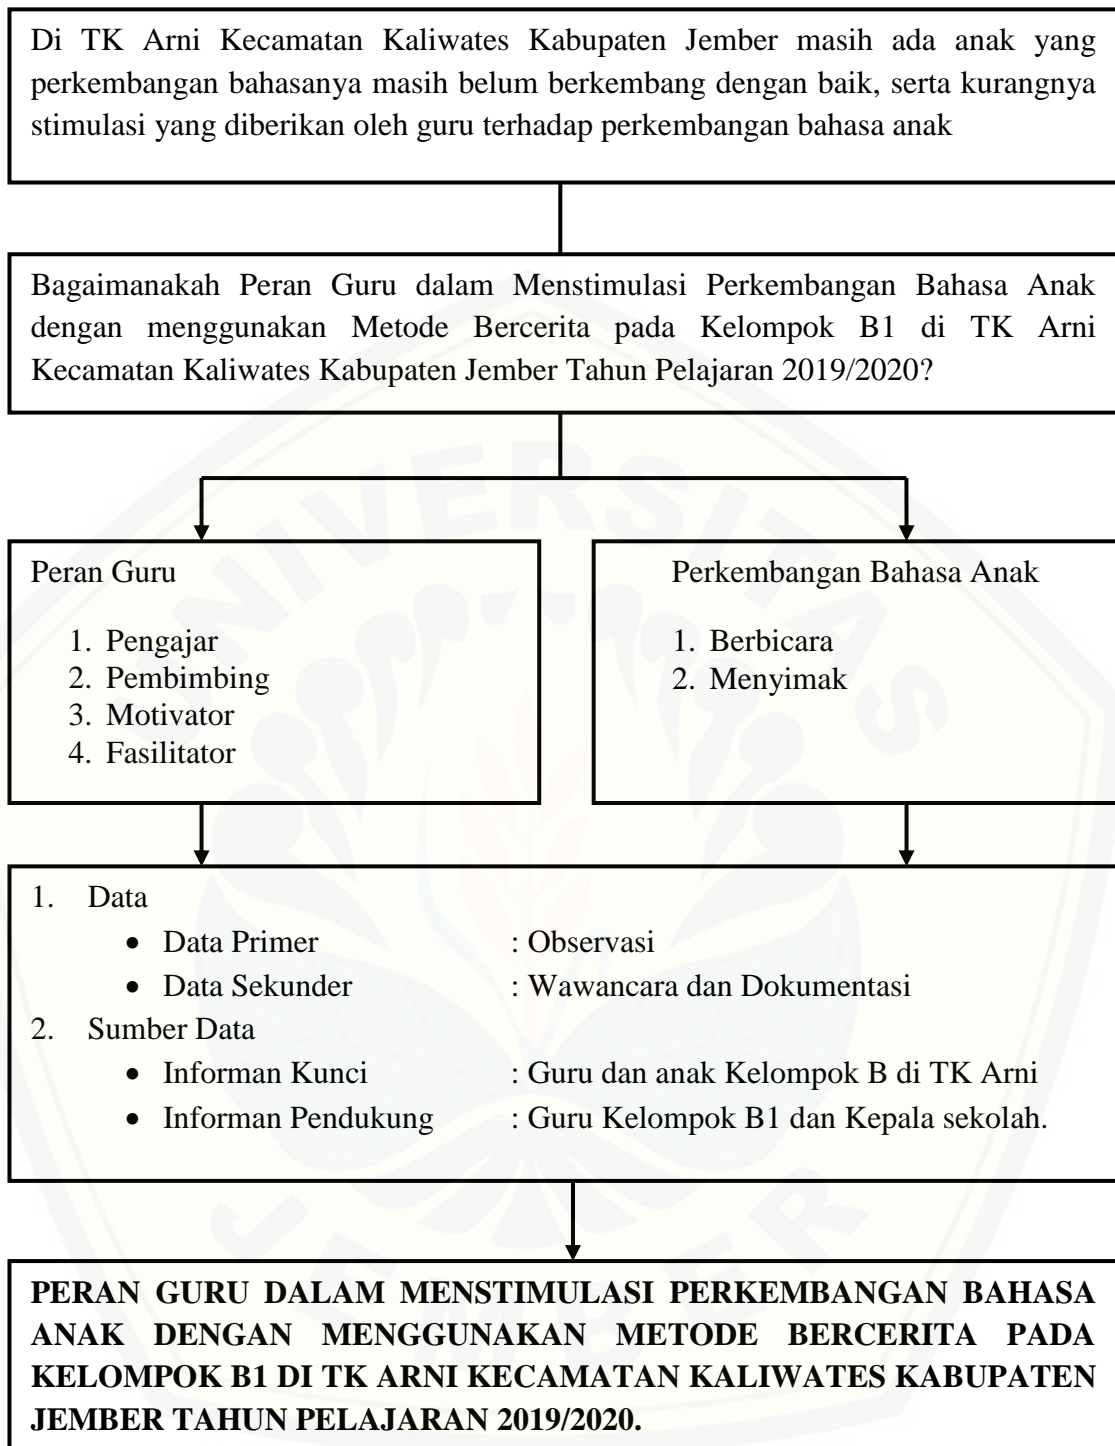 Di TK Arni Kecamatan Kaliwates Kabupaten Jember masih ada anak yang
perkembangan bahasanya masih belum berkembang dengan baik, serta kurangnya
stimulasi yang diberikan oleh guru terhadap perkembangan bahasa anak
Bagaimanakah Peran Guru dalam Menstimulasi Perkembangan Bahasa Anak
dengan menggunakan Metode Bercerita pada Kelompok B1 di TK Arni
Kecamatan Kaliwates Kabupaten Jember Tahun Pelajaran 2019/2020?
Peran Guru
1. Pengajar
2. Pembimbing
3. Motivator
4. Fasilitator
Perkembangan Bahasa Anak
1. Berbicara
2. Menyimak
1. Data
• Data Primer : Observasi
• Data Sekunder : Wawancara dan Dokumentasi
2. Sumber Data
• Informan Kunci : Guru dan anak Kelompok B di TK Arni
• Informan Pendukung : Guru Kelompok B1 dan Kepala sekolah.
PERAN GURU DALAM MENSTIMULASI PERKEMBANGAN BAHASA
ANAK DENGAN MENGGUNAKAN METODE BERCERITA PADA
KELOMPOK B1 DI TK ARNI KECAMATAN KALIWATES KABUPATEN
JEMBER TAHUN PELAJARAN 2019/2020.
UNIVERSITAS
JEMBER